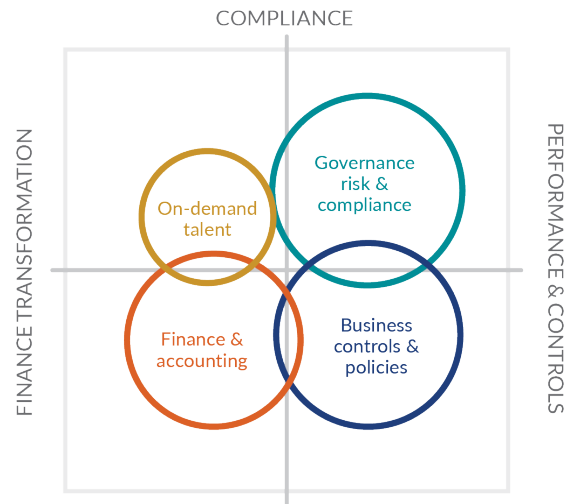 COMPLIANCE
FINANCE TRANSFORMATION
On-demand
talent
Governance
risk &
compliance
Finance &
accounting
Business
controls &
policies
PERFORMANCE & CONTROLS